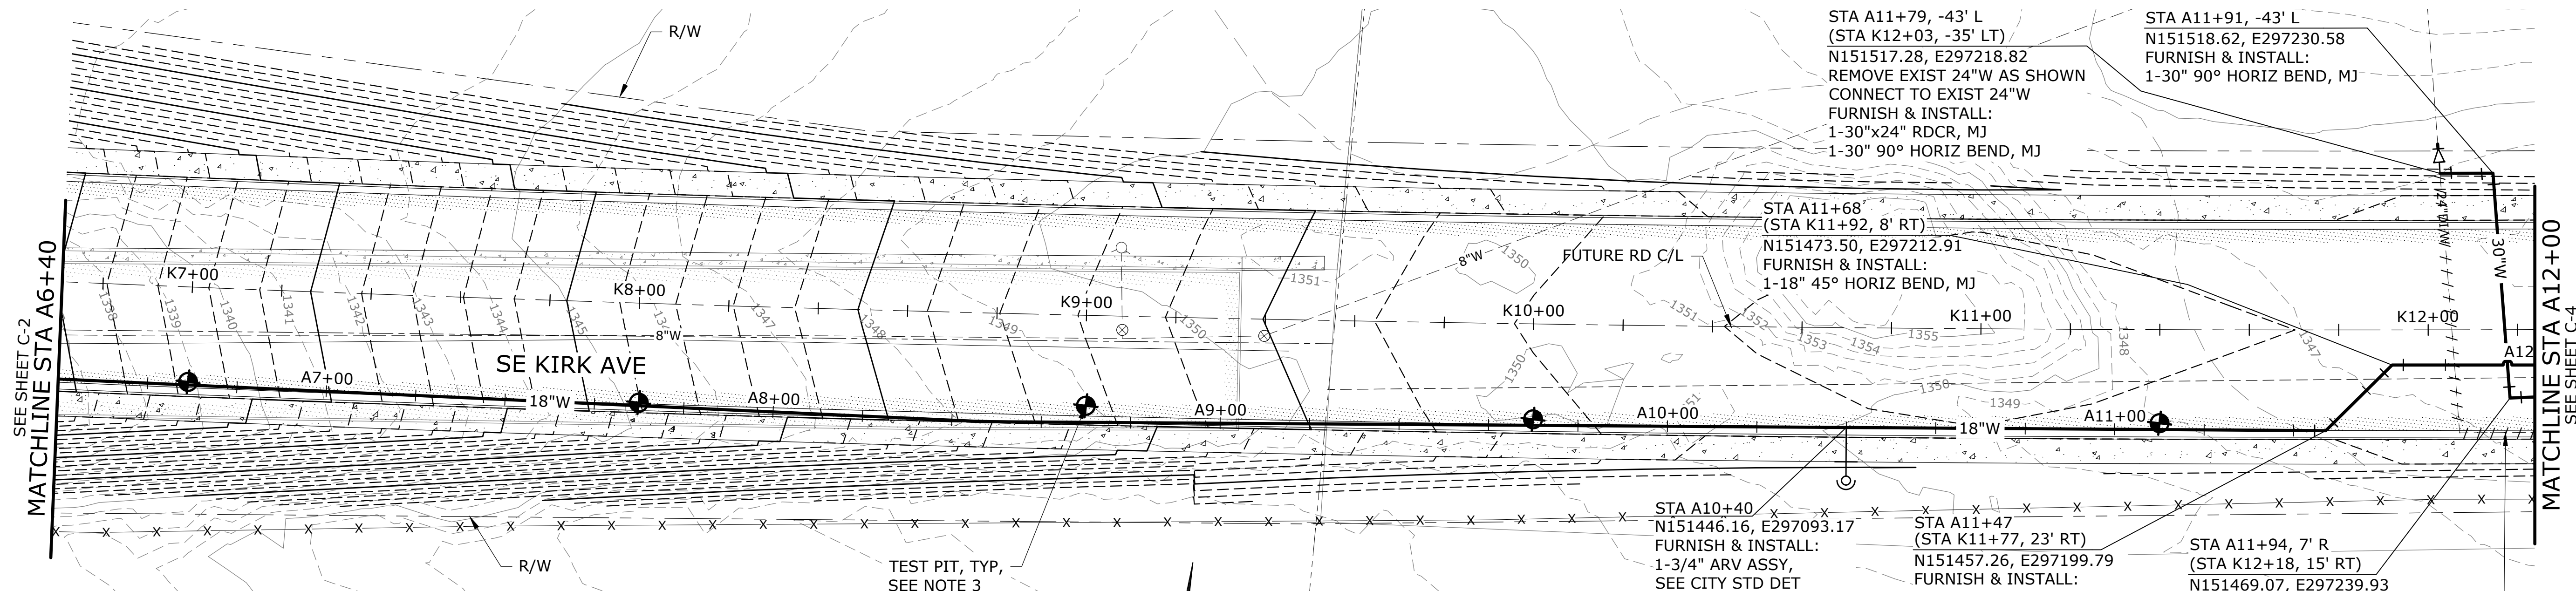 STA A11+79, -43' L
(STA K12+03, -35' LT)
N151517.28, E297218.82
REMOVE EXIST 24"W AS SHOWN
CONNECT TO EXIST 24"W
FURNISH & INSTALL:
1-30"x24" RDCR, MJ
1-30" 90° HORIZ BEND, MJ
STA A11+91, -43' L
N151518.62, E297230.58
FURNISH & INSTALL:
1-30" 90° HORIZ BEND, MJ
R/W
STA A11+68
(STA K11+92, 8' RT)
N151473.50, E297212.91
FURNISH & INSTALL:
1-18" 45° HORIZ BEND, MJ
FUTURE RD C/L
SEE SHEET C-2
MATCHLINE STA A6+40
K7+00
K8+00
K9+00
K10+00
K11+00
K12+00
1338
1339
1340
1341
1342
1343
1344
1345
1347
1348
1349
1350
1351
8"W
8"W
1350
1351
1352
1353
1354
1355
1350
1349
1350
1348
1347
30"W
SE KIRK AVE
A7+00
18"W
A8+00
A9+00
A10+00
18"W
A11+00
A12
MATCHLINE STA A12+00
SEE SHEET C-4
R/W
TEST PIT, TYP,
SEE NOTE 3
STA A10+40
N151446.16, E297093.17
FURNISH & INSTALL:
1-3/4" ARV ASSY,
SEE CITY STD DET
STA A11+47
(STA K11+77, 23' RT)
N151457.26, E297199.79
FURNISH & INSTALL:
STA A11+94, 7' R
(STA K12+18, 15' RT)
N151469.07, E297239.93